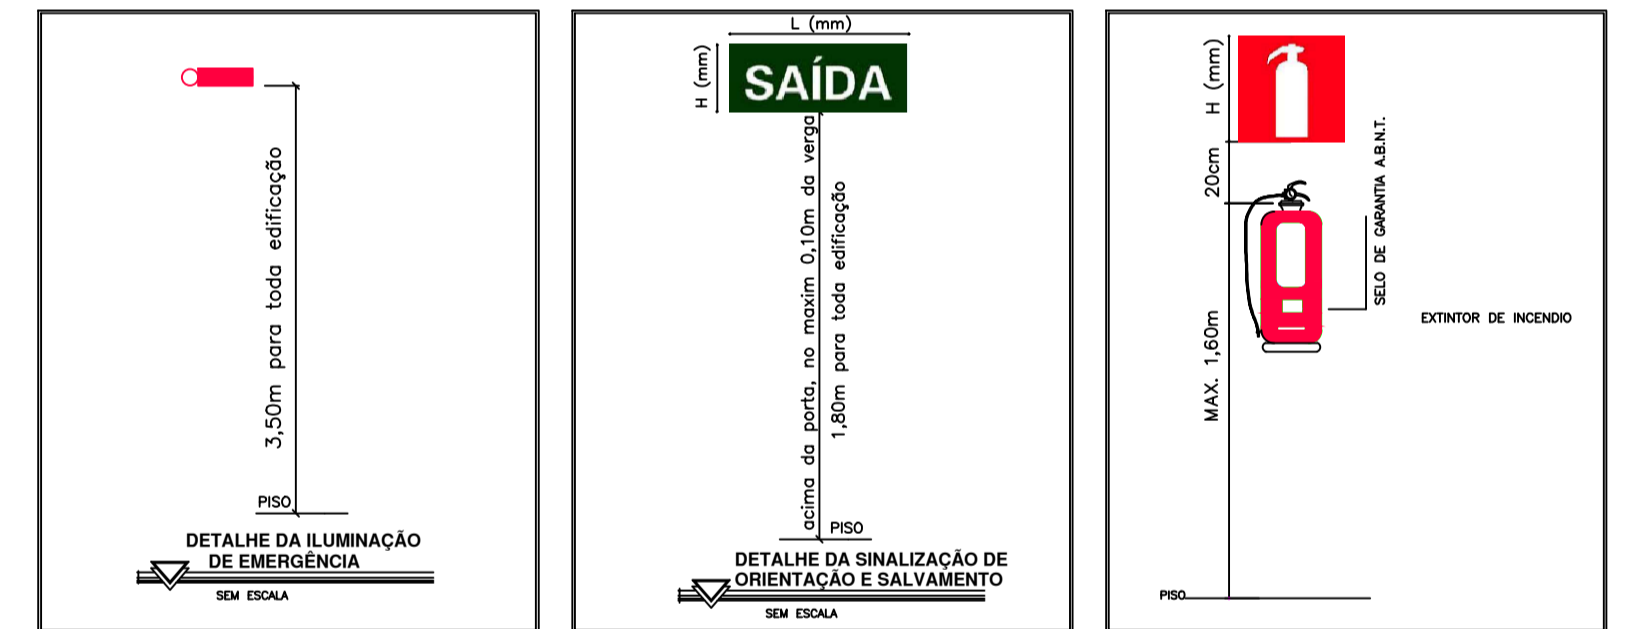 3,50m para toda edificação
PISO
DETALHE DA ILUMINAÇÃO
DE EMERGÊNCIA
SEM ESCALA
L (mm)
H (mm)
SAÍDA
acima da porta, no maxim 0,10m da verga
1,80m para toda edificação
PISO
DETALHE DA SINALIZAÇÃO DE
ORIENTAÇÃO E SALVAMENTO
SEM ESCALA
H (mm)
20cm
MAX. 1,60m
SELO DE GARANTIA A.B.N.T.
EXTINTOR DE INCENDIO
PISO